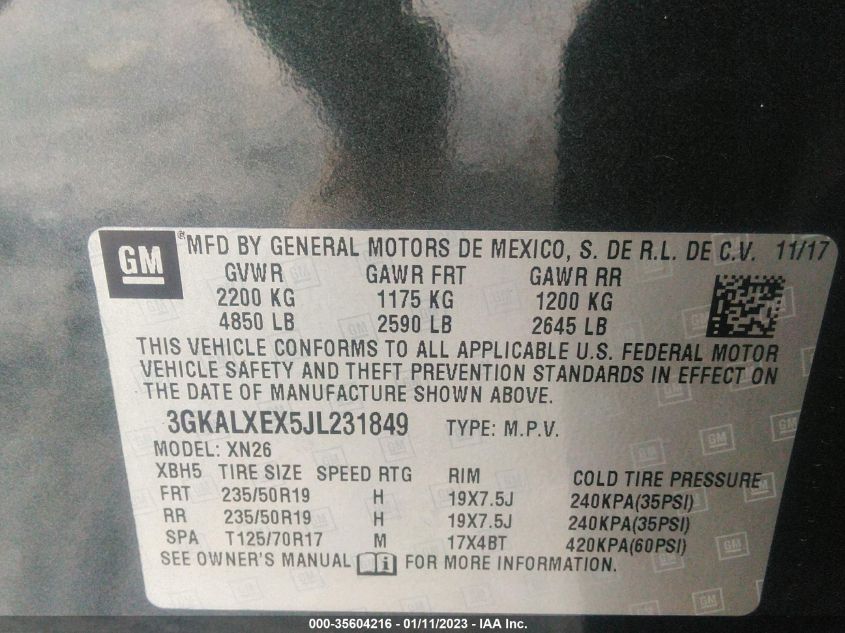 GM ® MFD BY GENERAL MOTORS DE MEXICO, S. DE R.L. DE C.V. 11/17
GVWR GAWR FRT GAWR RR
2200 KG 1175 KG 1200 KG
4850 LB 2590 LB 2645 LB
THIS VEHICLE CONFORMS TO ALL APPLICABLE U.S. FEDERAL MOTOR
VEHICLE SAFETY AND THEFT PREVENTION STANDARDS IN EFFECT ON
THE DATE OF MANUFACTURE SHOWN ABOVE.
3GKALXEX5JL231849 TYPE: M.P.V.
MODEL: XN26
XBH5 TIRE SIZE SPEED RTG RIM COLD TIRE PRESSURE
FRT 235/50R19 H 19X7.5J 240KPA(35PSI)
RR 235/50R19 H 19X7.5J 240KPA(35PSI)
SPA T125/70R17 M 17X4BT 420KPA(60PSI)
SEE OWNER'S MANUAL i FOR MORE INFORMATION.
000-35604216 - 01/11/2023 - IAA Inc.